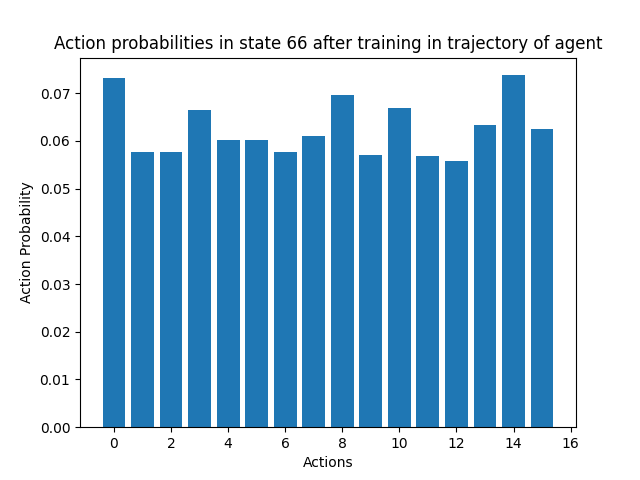 Action probabilities in state 66 after training in trajectory of agent
0.07
0.06
0.05
0.04
0.03
0.02
0.01
0.00
Action Probability
0 2 4 6 8 10 12 14 16
Actions